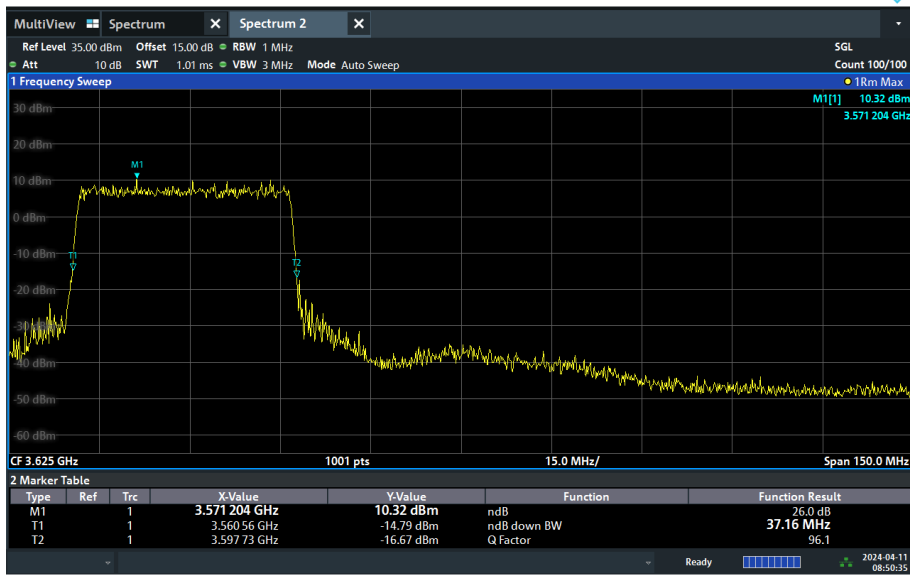 MultiView Spectrum X Spectrum 2 X
Ref Level 35.00 dBm Offset 15.00 dB RBW 1 MHz SGL
Att 10 dB SWT 1.01 ms VBW 3 MHz Mode Auto Sweep Count 100/100
1 Frequency Sweep 1Rm Max
M1[1] 10.32 dBm
3.571 204 GHz
30 dBm
20 dBm
M1
10 dBm
0 dBm
-10 dBm
T1
T2
-20 dBm
-30 dBm
-40 dBm
-50 dBm
-60 dBm
CF 3.625 GHz 1001 pts 15.0 MHz/ Span 150.0 MHz
2 Marker Table
Type Ref Trc X-Value Y-Value Function Function Result
M1 1 3.571 204 GHz 10.32 dBm ndB 26.0 dB
T1 1 3.560 56 GHz -14.79 dBm ndB down BW 37.16 MHz
T2 1 3.597 73 GHz -16.67 dBm Q Factor 96.1
Ready 2024-04-11
08:50:35